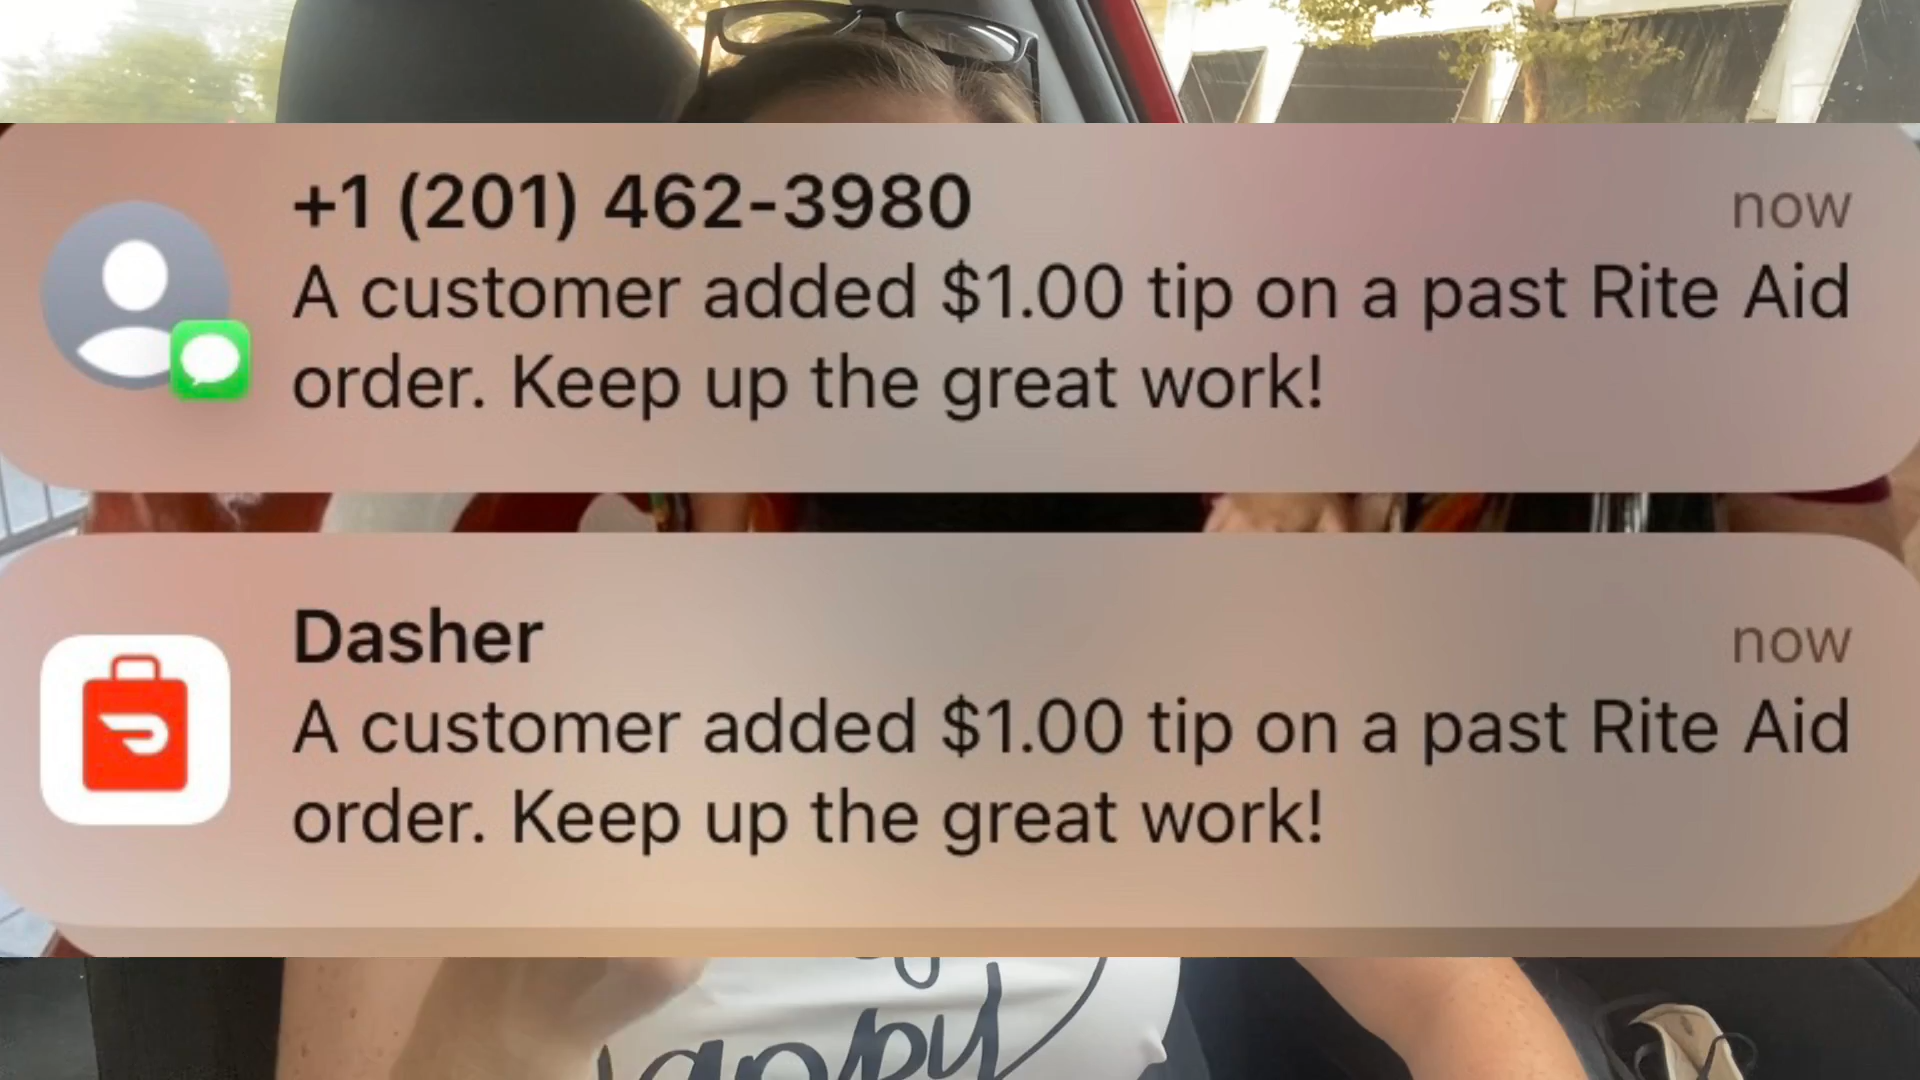 +1 (201) 462-3980 now
A customer added $1.00 tip on a past Rite Aid
order. Keep up the great work!
Dasher now
A customer added $1.00 tip on a past Rite Aid
order. Keep up the great work!